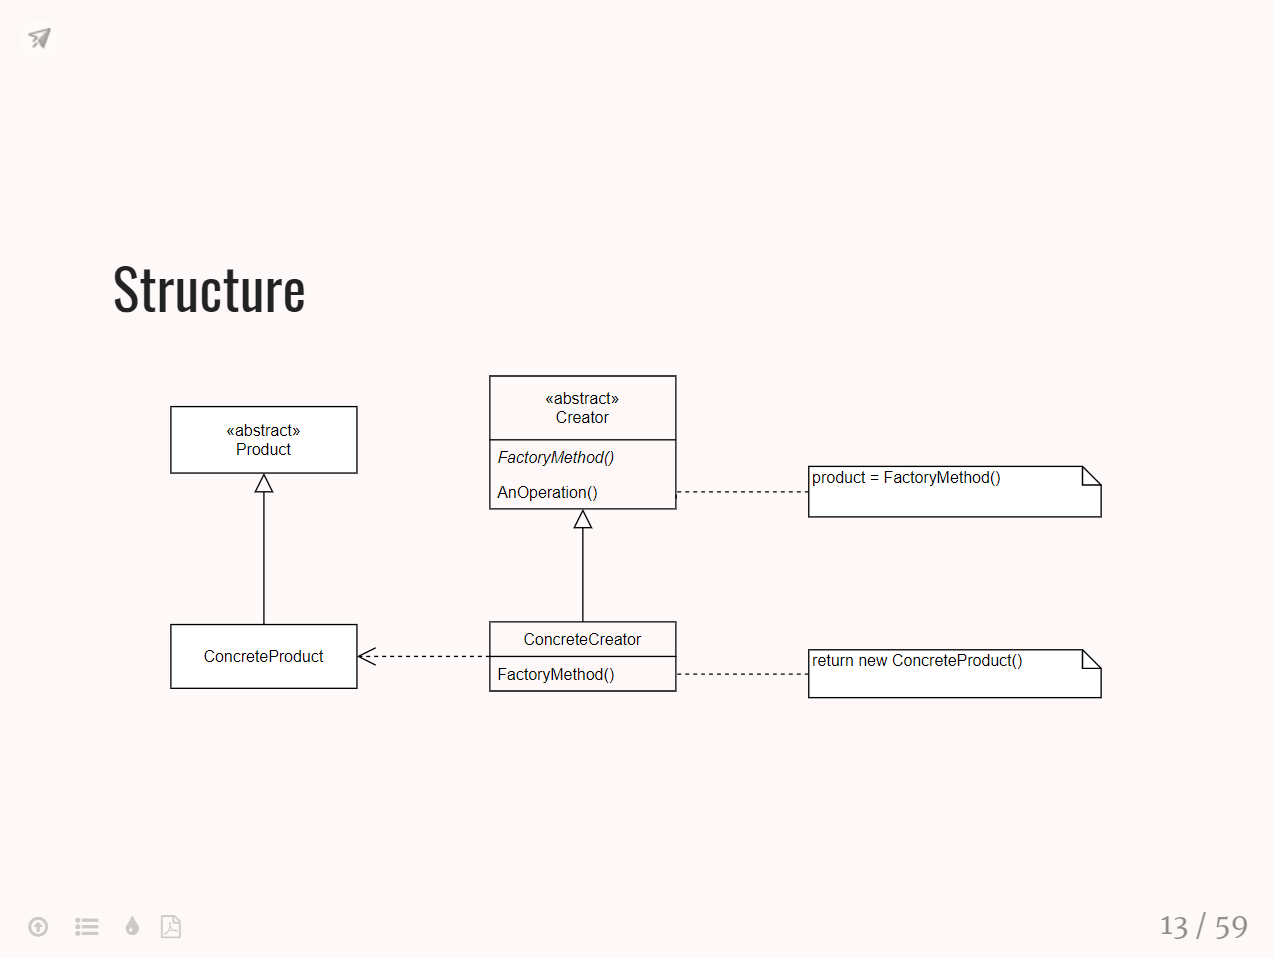 Structure
«abstract»
Product
«abstract»
Creator
FactoryMethod()
AnOperation()
product = FactoryMethod()
ConcreteProduct
ConcreteCreator
FactoryMethod()
return new ConcreteProduct()
13 / 59